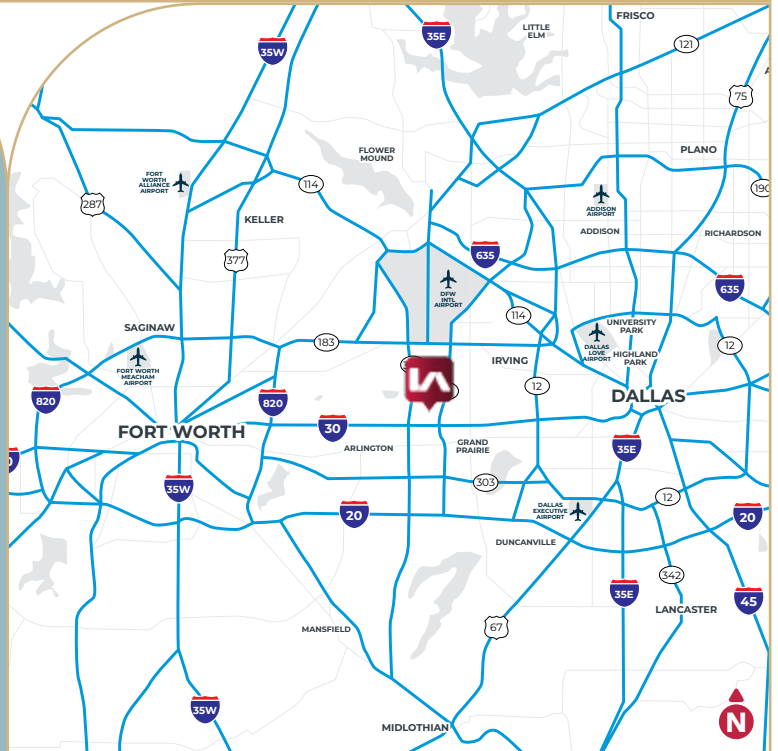 FRISCO
LITTLE
ELM
35E
35W
121
75
PLANO
FLOWER
MOUND
FORT
WORTH
ALLIANCE
AIRPORT
114
190
287
ADDISON
AIRPORT
KELLER
ADDISON
RICHARDSON
377
635
DFW
INTL
AIRPORT
635
114
SAGINAW
UNIVERSITY
PARK
183
DALLAS
LOVE
AIRPORT
HIGHLAND
PARK
12
FORT WORTH
MEACHAM
AIRPORT
IRVING
12
820
820
DALLAS
30
FORT WORTH
ARLINGTON
GRAND
PRAIRIE
35E
303
35W
12
DALLAS
EXECUTIVE
AIRPORT
20
20
DUNCANVILLE
342
35E
45
LANCASTER
67
MANSFIELD
35W
MIDLOTHIAN
N